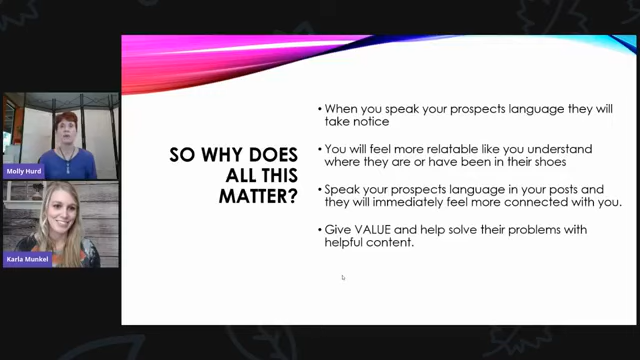 Molly Hurd
Karla Munkel
SO WHY DOES
ALL THIS
MATTER?
• When you speak your prospects language they will
take notice
• You will feel more relatable like you understand
where they are or have been in their shoes
• Speak your prospects language in your posts and
they will immediately feel more connected with you.
• Give VALUE and help solve their problems with
helpful content.